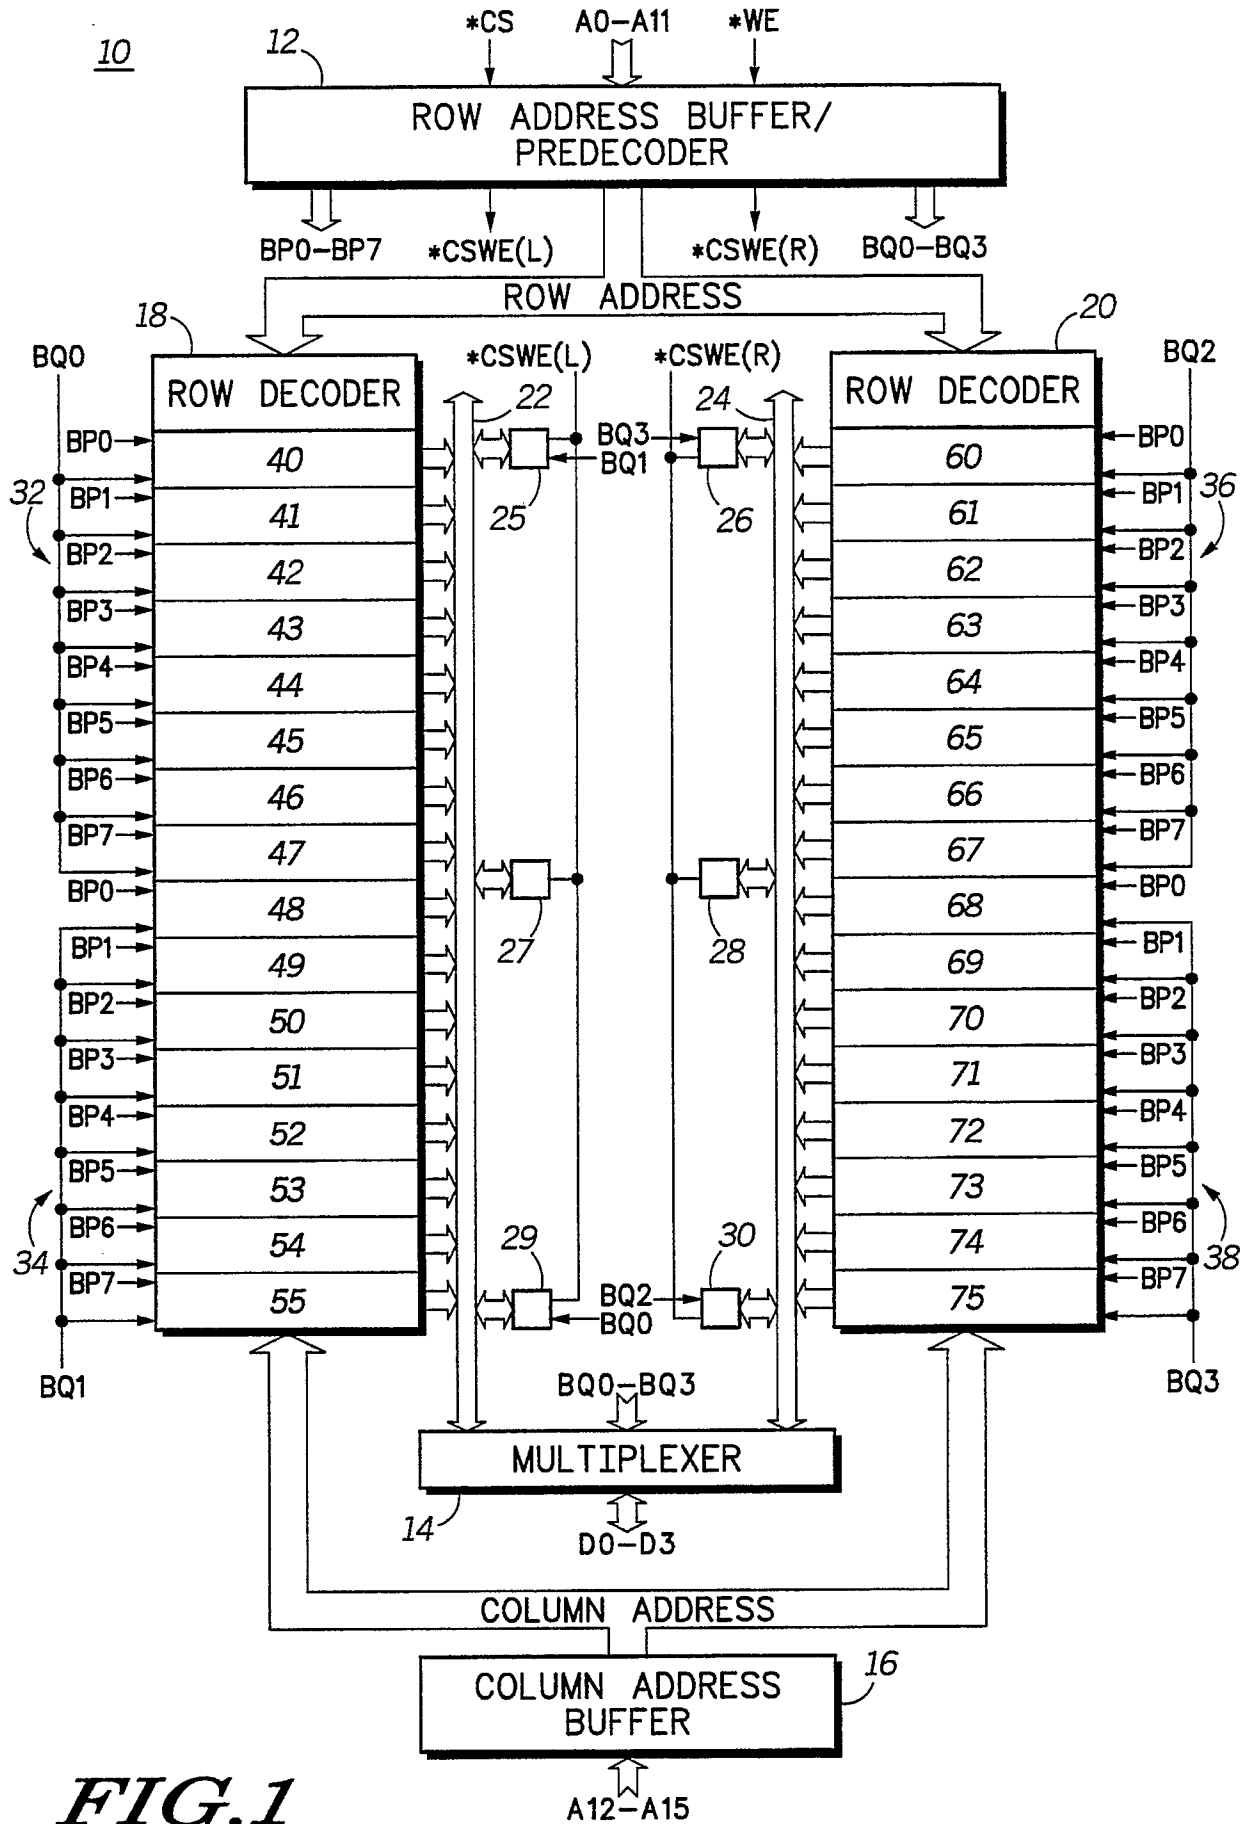 *CS A0-A11 *WE
10
12
ROW ADDRESS BUFFER/
PREDECODER
BP0-BP7 *CSWE(L) *CSWE(R) BQ0-BQ3
ROW ADDRESS
18 20
BQ0 *CSWE(L) *CSWE(R) BQ2
ROW DECODER 22 24 ROW DECODER
BP0 40 BQ3 60 BP0
BQ1
32 BP1 41 25 26 61 BP1 36
BP2 42 62 BP2
BP3 43 63 BP3
BP4 44 64 BP4
BP5 45 65 BP5
BP6 46 66 BP6
BP7 47 67 BP7
BP0 48 27 28 68 BP0
BP1 49 69 BP1
BP2 50 70 BP2
BP3 51 71 BP3
BP4 52 72 BP4
BP5 53 73 BP5
34 BP6 54 29 30 74 BP6 38
BP7 55 BQ2 75 BP7
BQ0
BQ1 BQ0-BQ3 BQ3
MULTIPLEXER
14
D0-D3
COLUMN ADDRESS
16
COLUMN ADDRESS
BUFFER
A12-A15
FIG.1